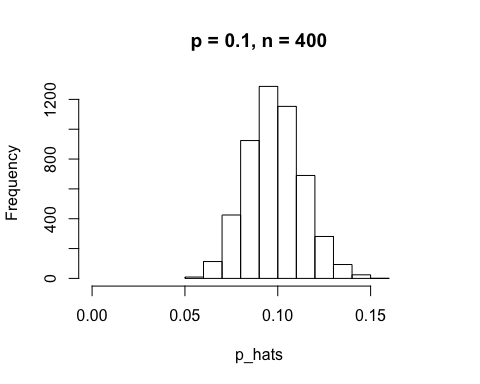 p = 0.1, n = 400
Frequency
1200
800
400
0
0.00 0.05 0.10 0.15
p_hats